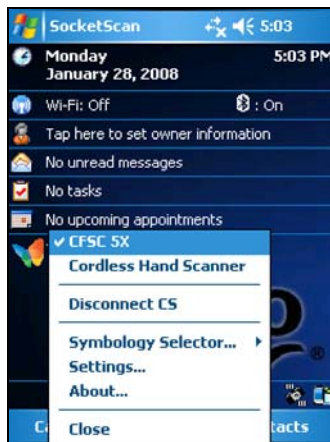 SocketScan 5:03
Monday 5:03 PM
January 28, 2008
Wi-Fi: Off : On
Tap here to set owner information
No unread messages
No tasks
No upcoming appointments
✓ CFSC 5X
Cordless Hand Scanner
Disconnect CS
Symbology Selector...
Settings...
About...
Close